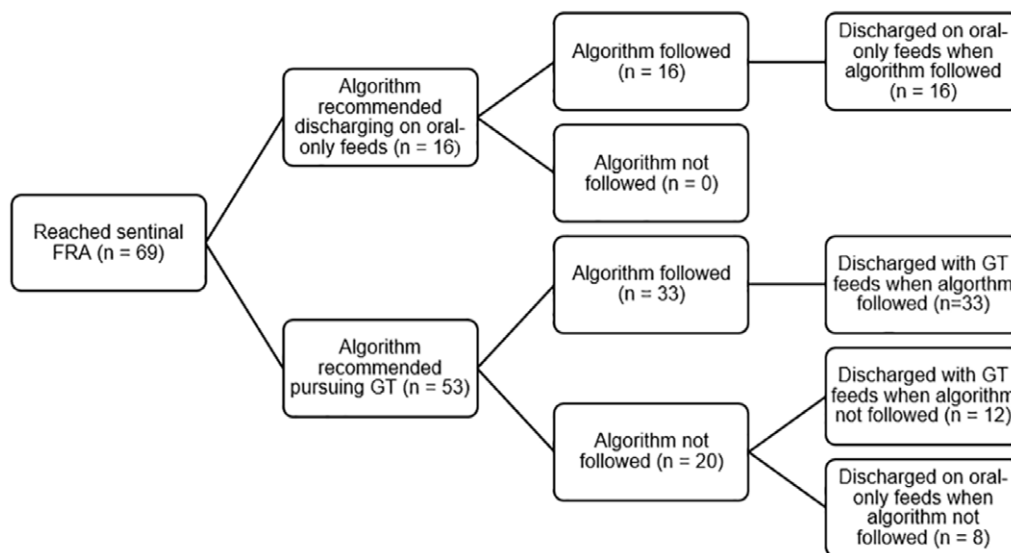 Reached sentinal
FRA (n = 69)
Algorithm
recommended
discharging on oral-
only feeds (n = 16)
Algorithm followed
(n = 16)
Discharged on oral-
only feeds when
algorithm followed
(n = 16)
Algorithm not
followed (n = 0)
Algorithm
recommended
pursuing GT (n = 53)
Algorithm followed
(n = 33)
Discharged with GT
feeds when algorthm
followed (n=33)
Algorithm not
followed (n = 20)
Discharged with GT
feeds when algorithm
not followed (n = 12)
Discharged on oral-
only feeds when
algorithm not
followed (n = 8)